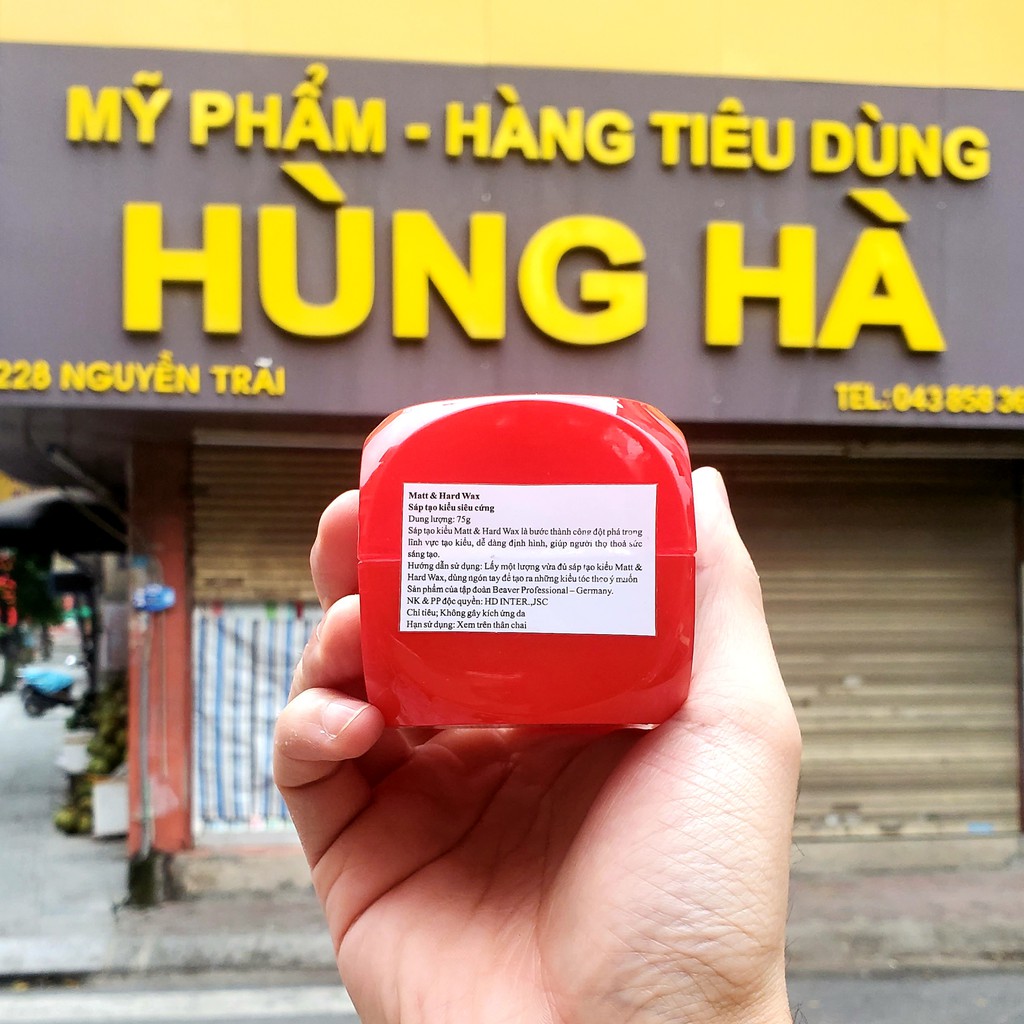 MỸ PHẨM - HÀNG TIÊU DÙNG
HÙNG HÀ
228 NGUYỄN TRÃI
TEL: 043 858 36
Matt & Hard Wax
Sáp tạo kiểu siêu cứng
Dung lượng: 75g
Sáp tạo kiểu Matt & Hard Wax là bước thành công đột phá trong
lĩnh vực tạo kiểu, dễ dàng định hình, giúp người thợ thoả sức
sáng tạo.
Hướng dẫn sử dụng: Lấy một lượng vừa đủ sáp tạo kiểu Matt &
Hard Wax, dùng ngón tay để tạo ra những kiểu tóc theo ý muốn
Sản phẩm của tập đoàn Beaver Professional – Germany.
NK & PP độc quyền: HD INTER.,JSC
Chỉ tiêu; Không gây kích ứng da
Hạn sử dụng: Xem trên thân chai